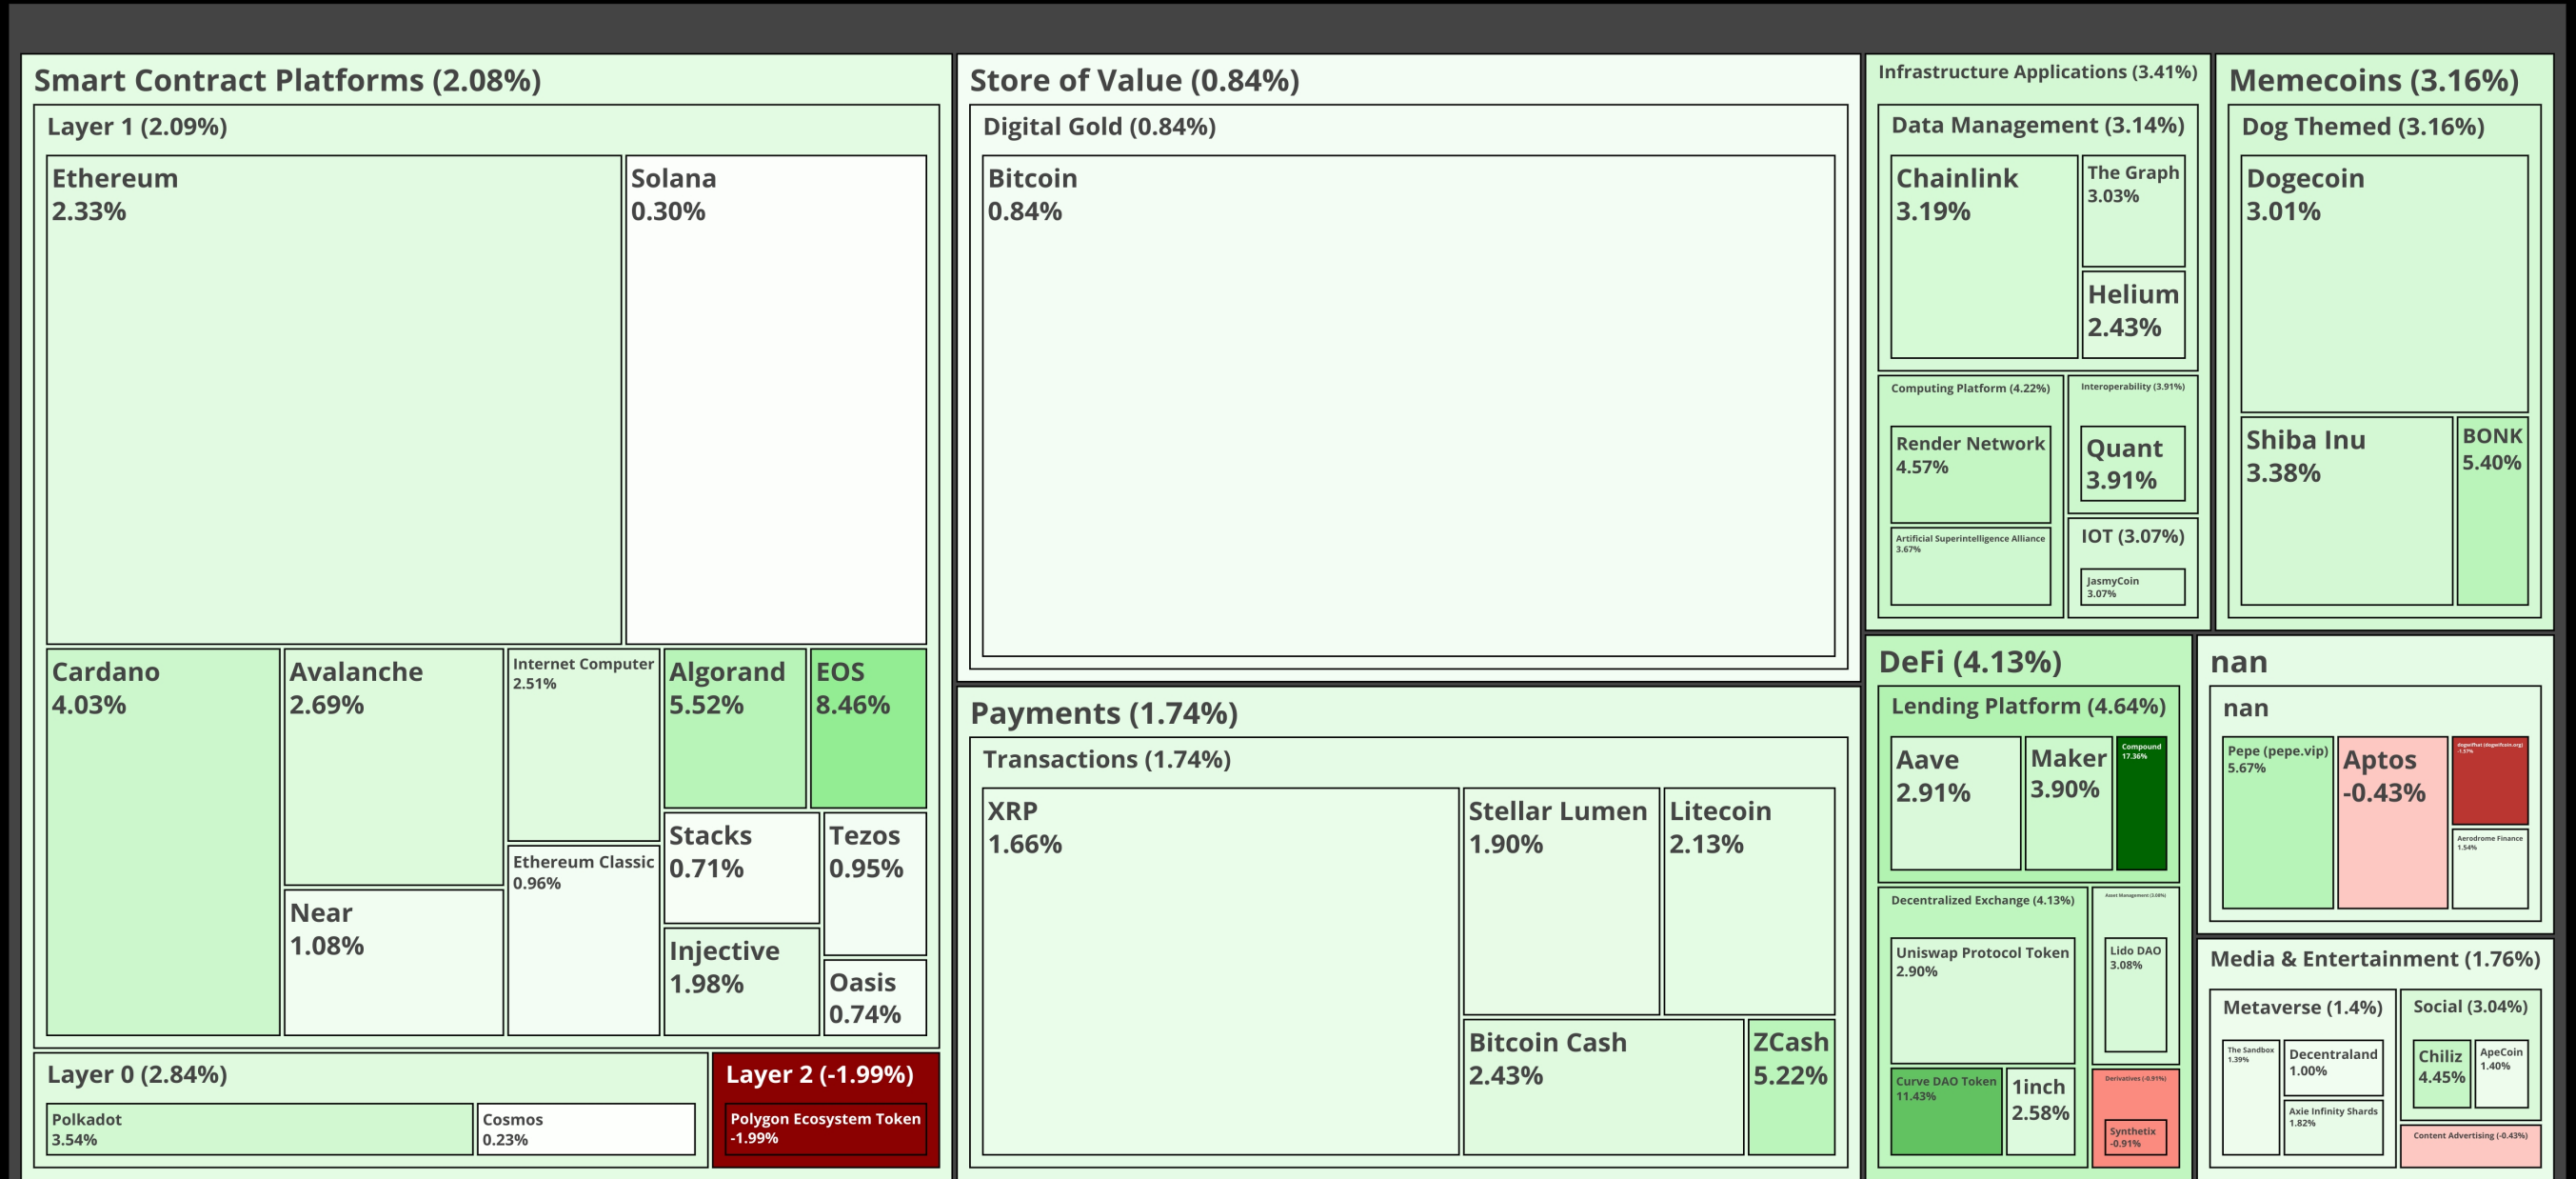 Smart Contract Platforms (2.08%)
Layer 1 (2.09%)
Ethereum
2.33%
Solana
0.30%
Cardano
4.03%
Avalanche
2.69%
Near
1.08%
Internet Computer
2.51%
Ethereum Classic
0.96%
Algorand
5.52%
EOS
8.46%
Stacks
0.71%
Tezos
0.95%
Injective
1.98%
Oasis
0.74%
Layer 0 (2.84%)
Polkadot
3.54%
Cosmos
0.23%
Layer 2 (-1.99%)
Polygon Ecosystem Token
-1.99%
Store of Value (0.84%)
Digital Gold (0.84%)
Bitcoin
0.84%
Payments (1.74%)
Transactions (1.74%)
XRP
1.66%
Stellar Lumen
1.90%
Litecoin
2.13%
Bitcoin Cash
2.43%
ZCash
5.22%
Infrastructure Applications (3.41%)
Data Management (3.14%)
Chainlink
3.19%
The Graph
3.03%
Helium
2.43%
Computing Platform (4.22%)
Render Network
4.57%
Artificial Superintelligence Alliance
3.67%
Interoperability (3.91%)
Quant
3.91%
IOT (3.07%)
JasmyCoin
3.07%
Memecoins (3.16%)
Dog Themed (3.16%)
Dogecoin
3.01%
Shiba Inu
3.38%
BONK
5.40%
DeFi (4.13%)
Lending Platform (4.64%)
Aave
2.91%
Maker
3.90%
Compound
17.36%
Decentralized Exchange (4.13%)
Uniswap Protocol Token
2.90%
Curve DAO Token
11.43%
1inch
2.58%
Asset Management (3.08%)
Lido DAO
3.08%
Derivatives (-0.91%)
Synthetix
-0.91%
nan
nan
Pepe (pepe.vip)
5.67%
Aptos
-0.43%
Aerodrome Finance
1.54%
Media & Entertainment (1.76%)
Metaverse (1.4%)
The Sandbox
1.39%
Decentraland
1.00%
Axie Infinity Shards
1.82%
Social (3.04%)
Chiliz
4.45%
ApeCoin
1.40%
Content Advertising (-0.43%)